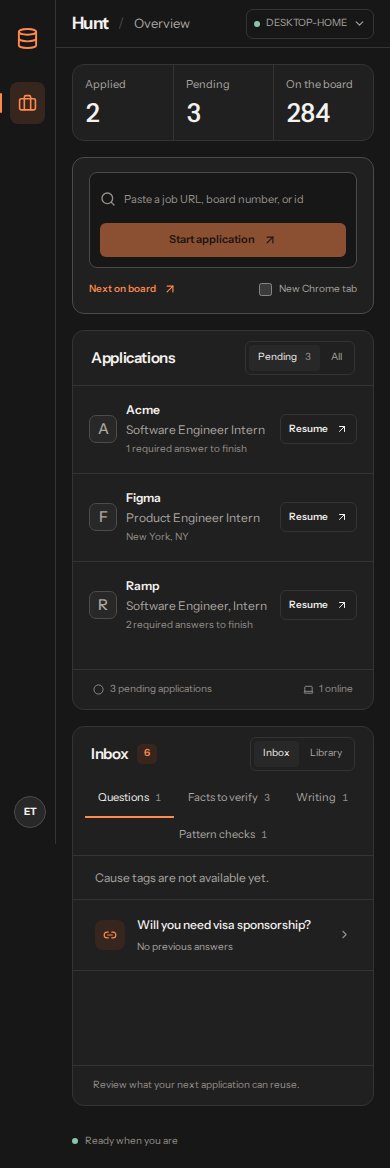 Hunt / Overview
DESKTOP-HOME
Applied
2
Pending
3
On the board
284
Paste a job URL, board number, or id
Start application
Next on board
New Chrome tab
Applications
Pending 3
All
A
Acme
Software Engineer Intern
1 required answer to finish
Resume
F
Figma
Product Engineer Intern
New York, NY
Resume
R
Ramp
Software Engineer, Intern
2 required answers to finish
Resume
3 pending applications
1 online
Inbox 6
Inbox
Library
Questions 1
Facts to verify 3
Writing 1
Pattern checks 1
ET
Cause tags are not available yet.
Will you need visa sponsorship?
No previous answers
Review what your next application can reuse.
Ready when you are